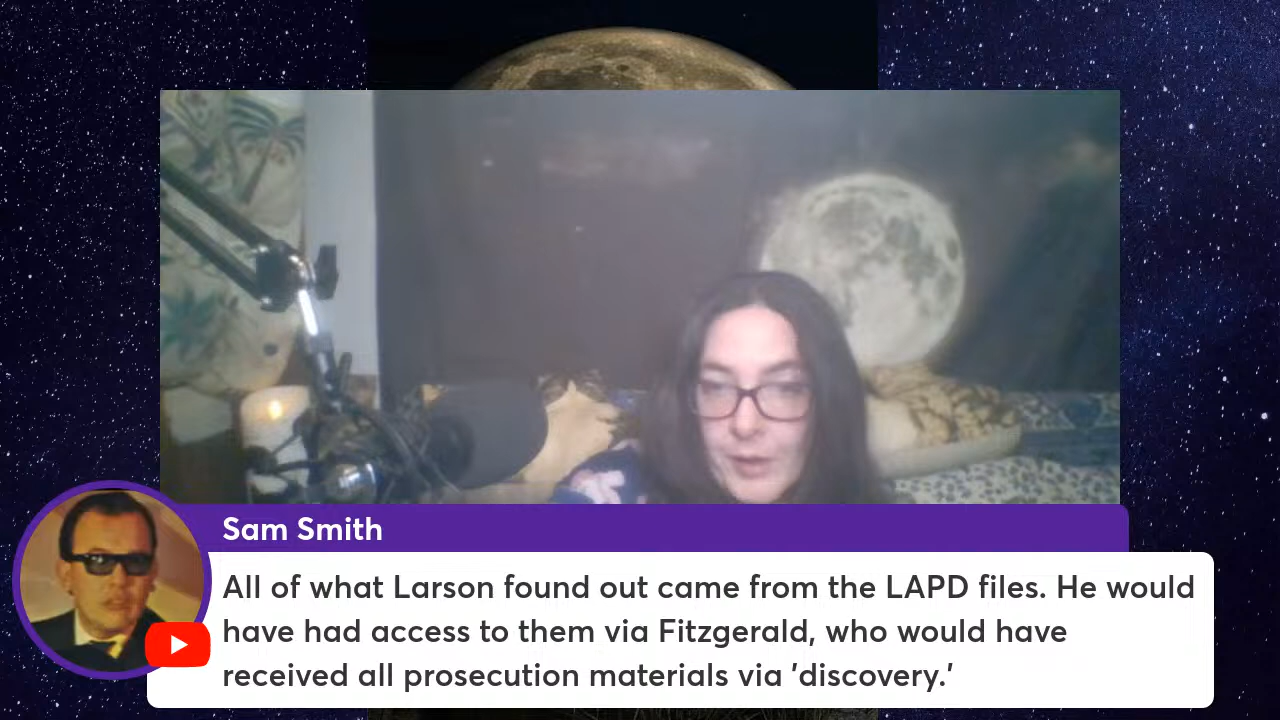 Sam Smith
All of what Larson found out came from the LAPD files. He would
have had access to them via Fitzgerald, who would have
received all prosecution materials via 'discovery.'